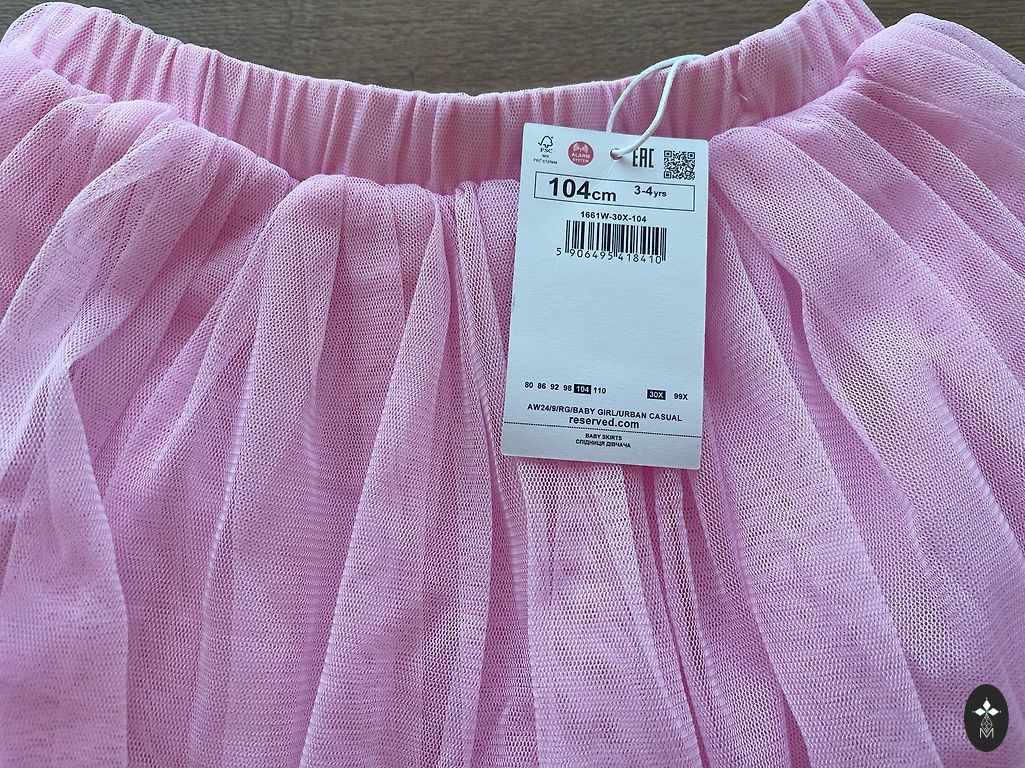 FSC
MIX
ALARM
SYSTEM
EAC
104cm 3-4yrs
1661W-30X-104
5 906495 418410
80 86 92 98 104 110 30X 99X
AW24/9/RG/BABY GIRL/URBAN CASUAL
reserved.com
BABY SKIRTS
СПІДНИЦЯ ДІВЧАЧА
M